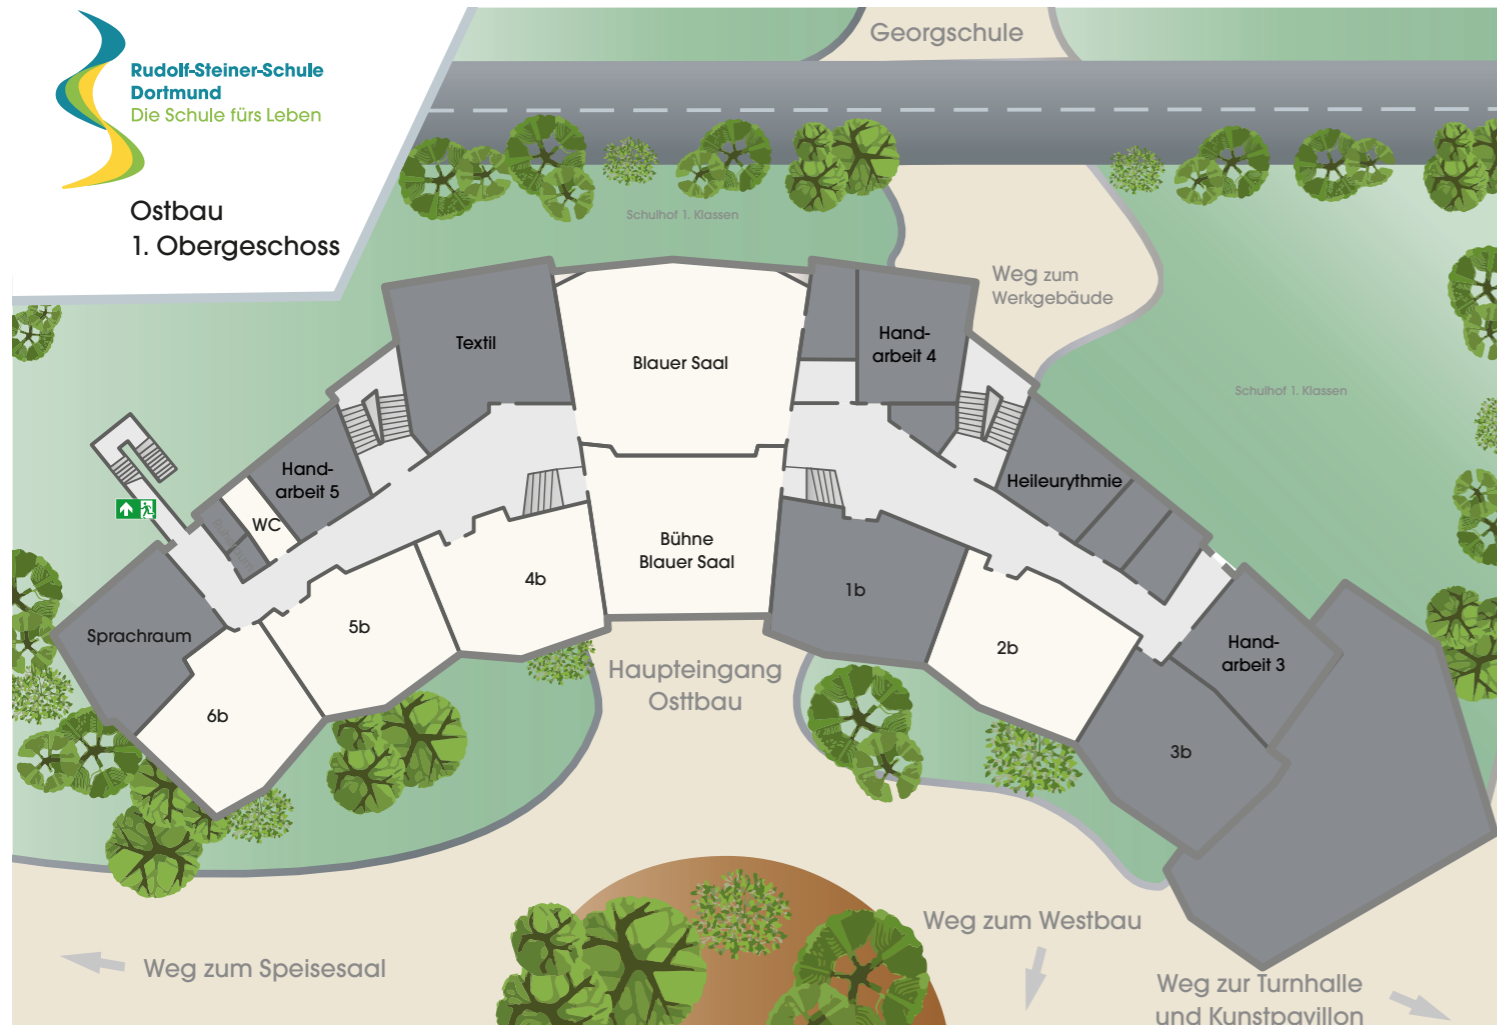 Rudolf-Steiner-Schule
Dortmund
Die Schule fürs Leben
Ostbau
1. Obergeschoss
Georgschule
Schulhof 1. Klassen
Weg zum
Werkgebäude
Schulhof 1. Klassen
Textil
Blauer Saal
Hand-
arbeit 4
Hand-
arbeit 5
WC
Heileurythmie
Bühne
Blauer Saal
4b
1b
5b
Sprachraum
2b
Hand-
arbeit 3
6b
3b
Haupteingang
Osttbau
Weg zum Speisesaal
Weg zum Westbau
Weg zur Turnhalle
und Kunstpavillon